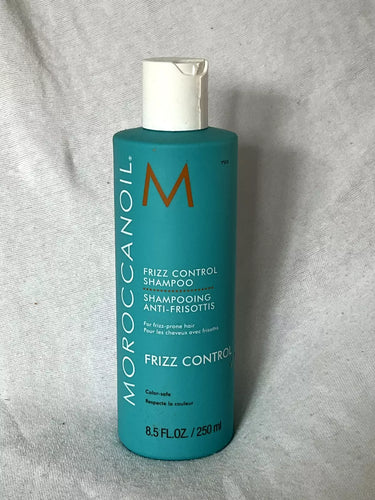 MOROCCANOIL®
M
FRIZZ CONTROL
SHAMPOO
SHAMPOOING
ANTI-FRISOTTIS
For frizz-prone hair
Pour les cheveux avec frisottis
FRIZZ CONTROL
Color-safe
Respecte la couleur
8.5 FL.OZ. / 250 ml